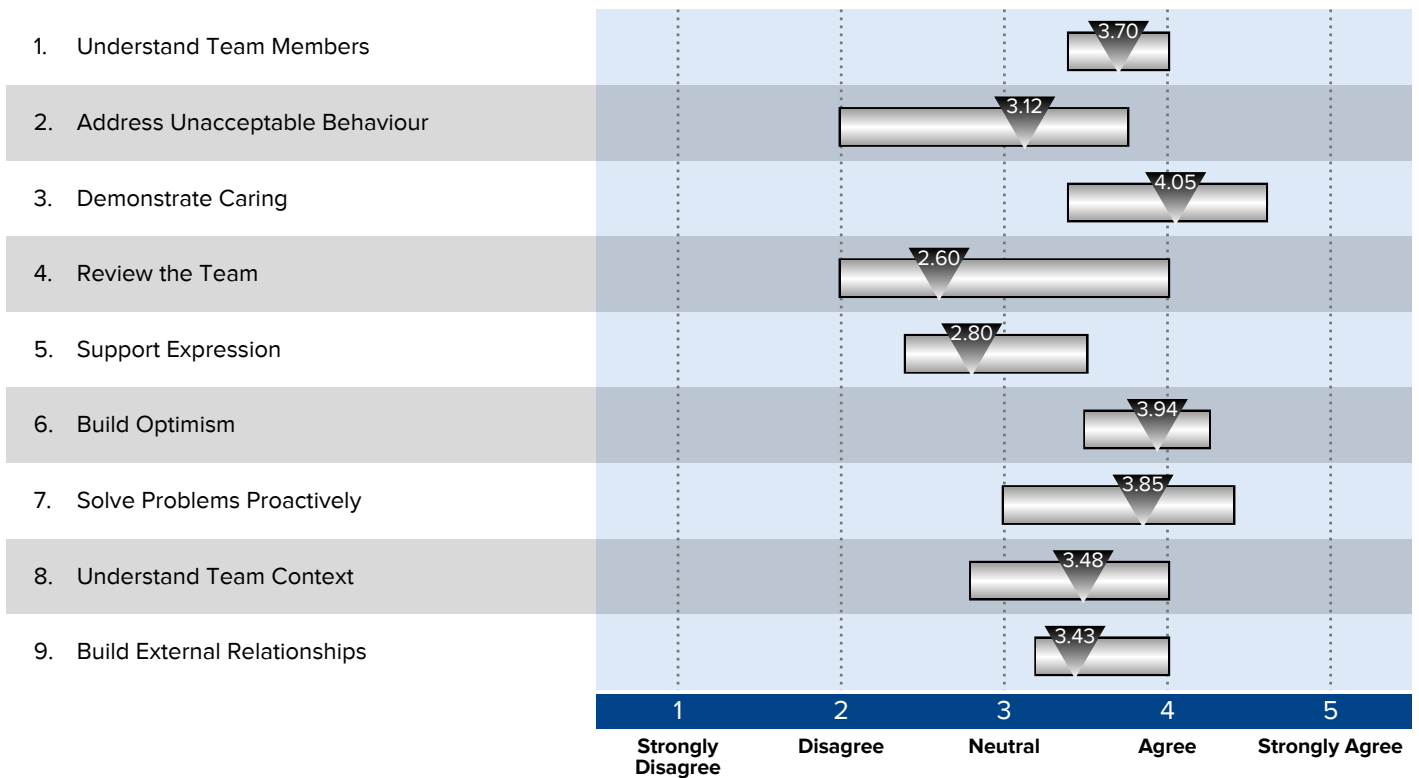 1. Understand Team Members 3.70
2. Address Unacceptable Behaviour 3.12
3. Demonstrate Caring 4.05
4. Review the Team 2.60
5. Support Expression 2.80
6. Build Optimism 3.94
7. Solve Problems Proactively 3.85
8. Understand Team Context 3.48
9. Build External Relationships 3.43
1 2 3 4 5
Strongly Disagree Neutral Agree Strongly Agree
Disagree